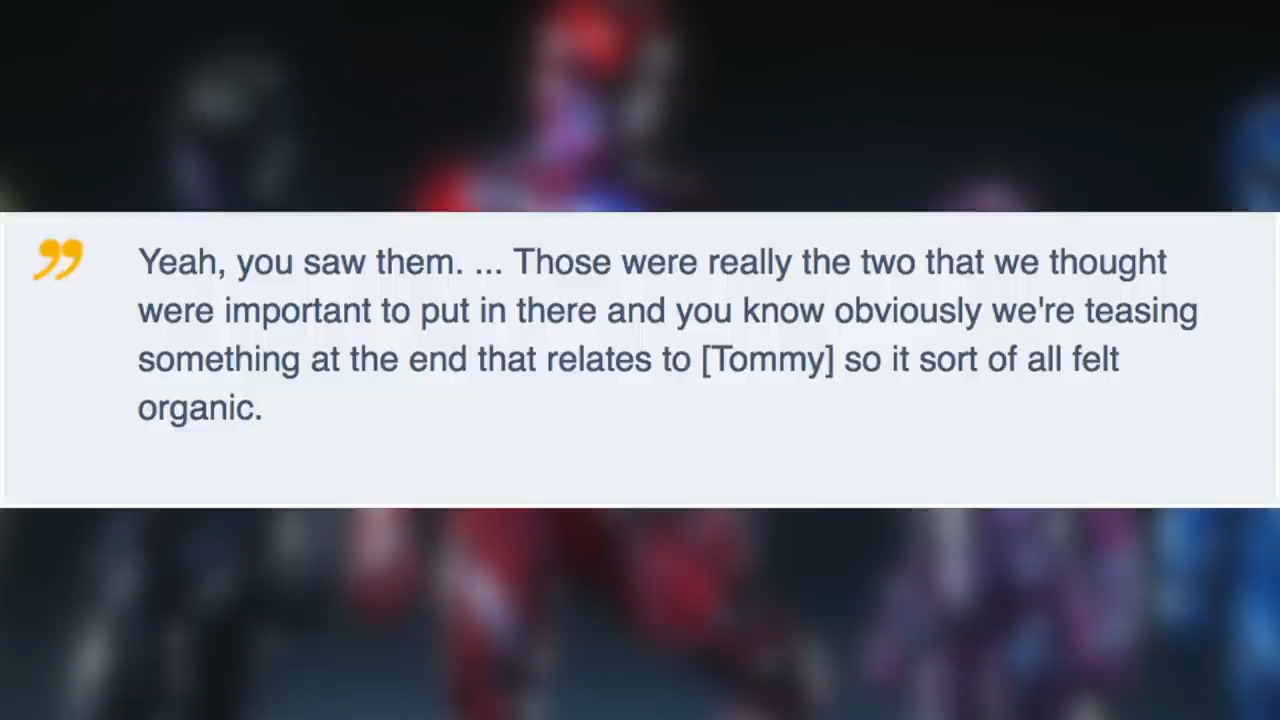 Yeah, you saw them. ... Those were really the two that we thought
were important to put in there and you know obviously we're teasing
something at the end that relates to [Tommy] so it sort of all felt
organic.